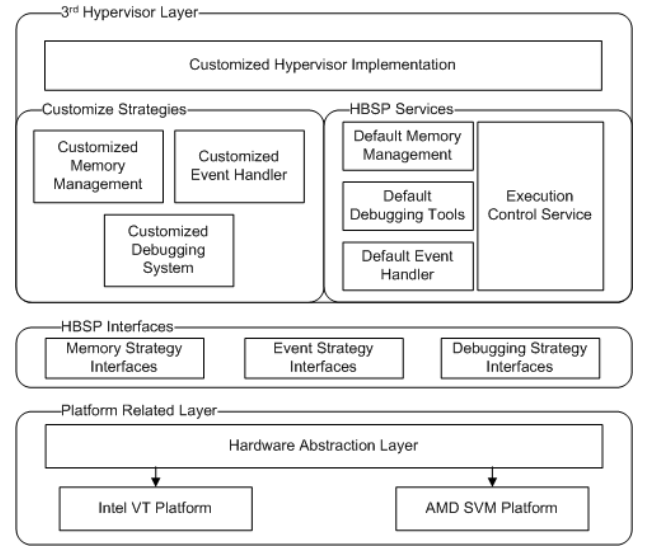 3rd Hypervisor Layer
Customized Hypervisor Implementation
Customize Strategies
Customized
Memory
Management
Customized
Event Handler
Customized
Debugging
System
HBSP Services
Default Memory
Management
Default
Debugging Tools
Default Event
Handler
Execution
Control Service
HBSP Interfaces
Memory Strategy
Interfaces
Event Strategy
Interfaces
Debugging Strategy
Interfaces
Platform Related Layer
Hardware Abstraction Layer
Intel VT Platform
AMD SVM Platform